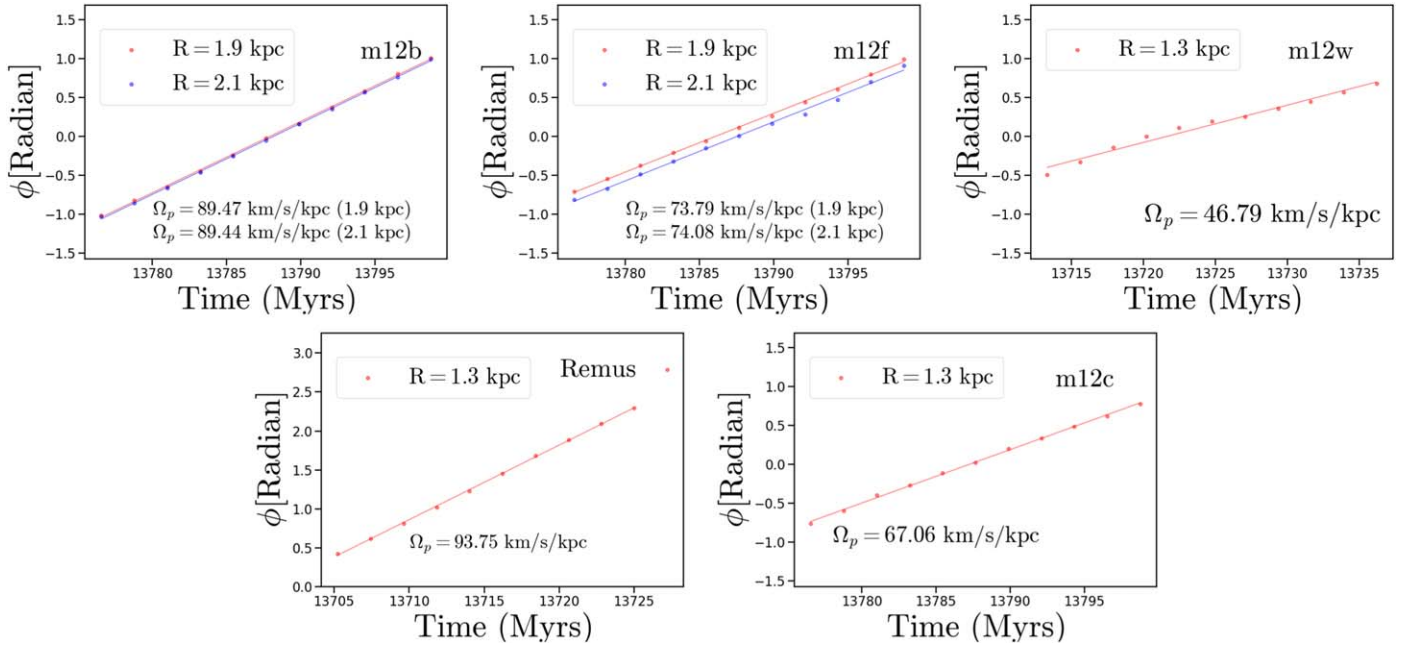 1.5
1.0
0.5
0.0
−0.5
−1.0
−1.5
ϕ[Radian]
R = 1.9 kpc
R = 2.1 kpc
m12b
Ωₚ = 89.47 km/s/kpc (1.9 kpc)
Ωₚ = 89.44 km/s/kpc (2.1 kpc)
13780 13785 13790 13795
Time (Myrs)
1.5
1.0
0.5
0.0
−0.5
−1.0
−1.5
ϕ[Radian]
R = 1.9 kpc
R = 2.1 kpc
m12f
Ωₚ = 73.79 km/s/kpc (1.9 kpc)
Ωₚ = 74.08 km/s/kpc (2.1 kpc)
13780 13785 13790 13795
Time (Myrs)
1.5
1.0
0.5
0.0
−0.5
−1.0
−1.5
ϕ[Radian]
R = 1.3 kpc
m12w
Ωₚ = 46.79 km/s/kpc
13715 13720 13725 13730 13735
Time (Myrs)
3.0
2.5
2.0
1.5
1.0
0.5
0.0
ϕ[Radian]
R = 1.3 kpc
Remus
Ωₚ = 93.75 km/s/kpc
13705 13710 13715 13720 13725
Time (Myrs)
1.5
1.0
0.5
0.0
−0.5
−1.0
−1.5
ϕ[Radian]
R = 1.3 kpc
m12c
Ωₚ = 67.06 km/s/kpc
13780 13785 13790 13795
Time (Myrs)